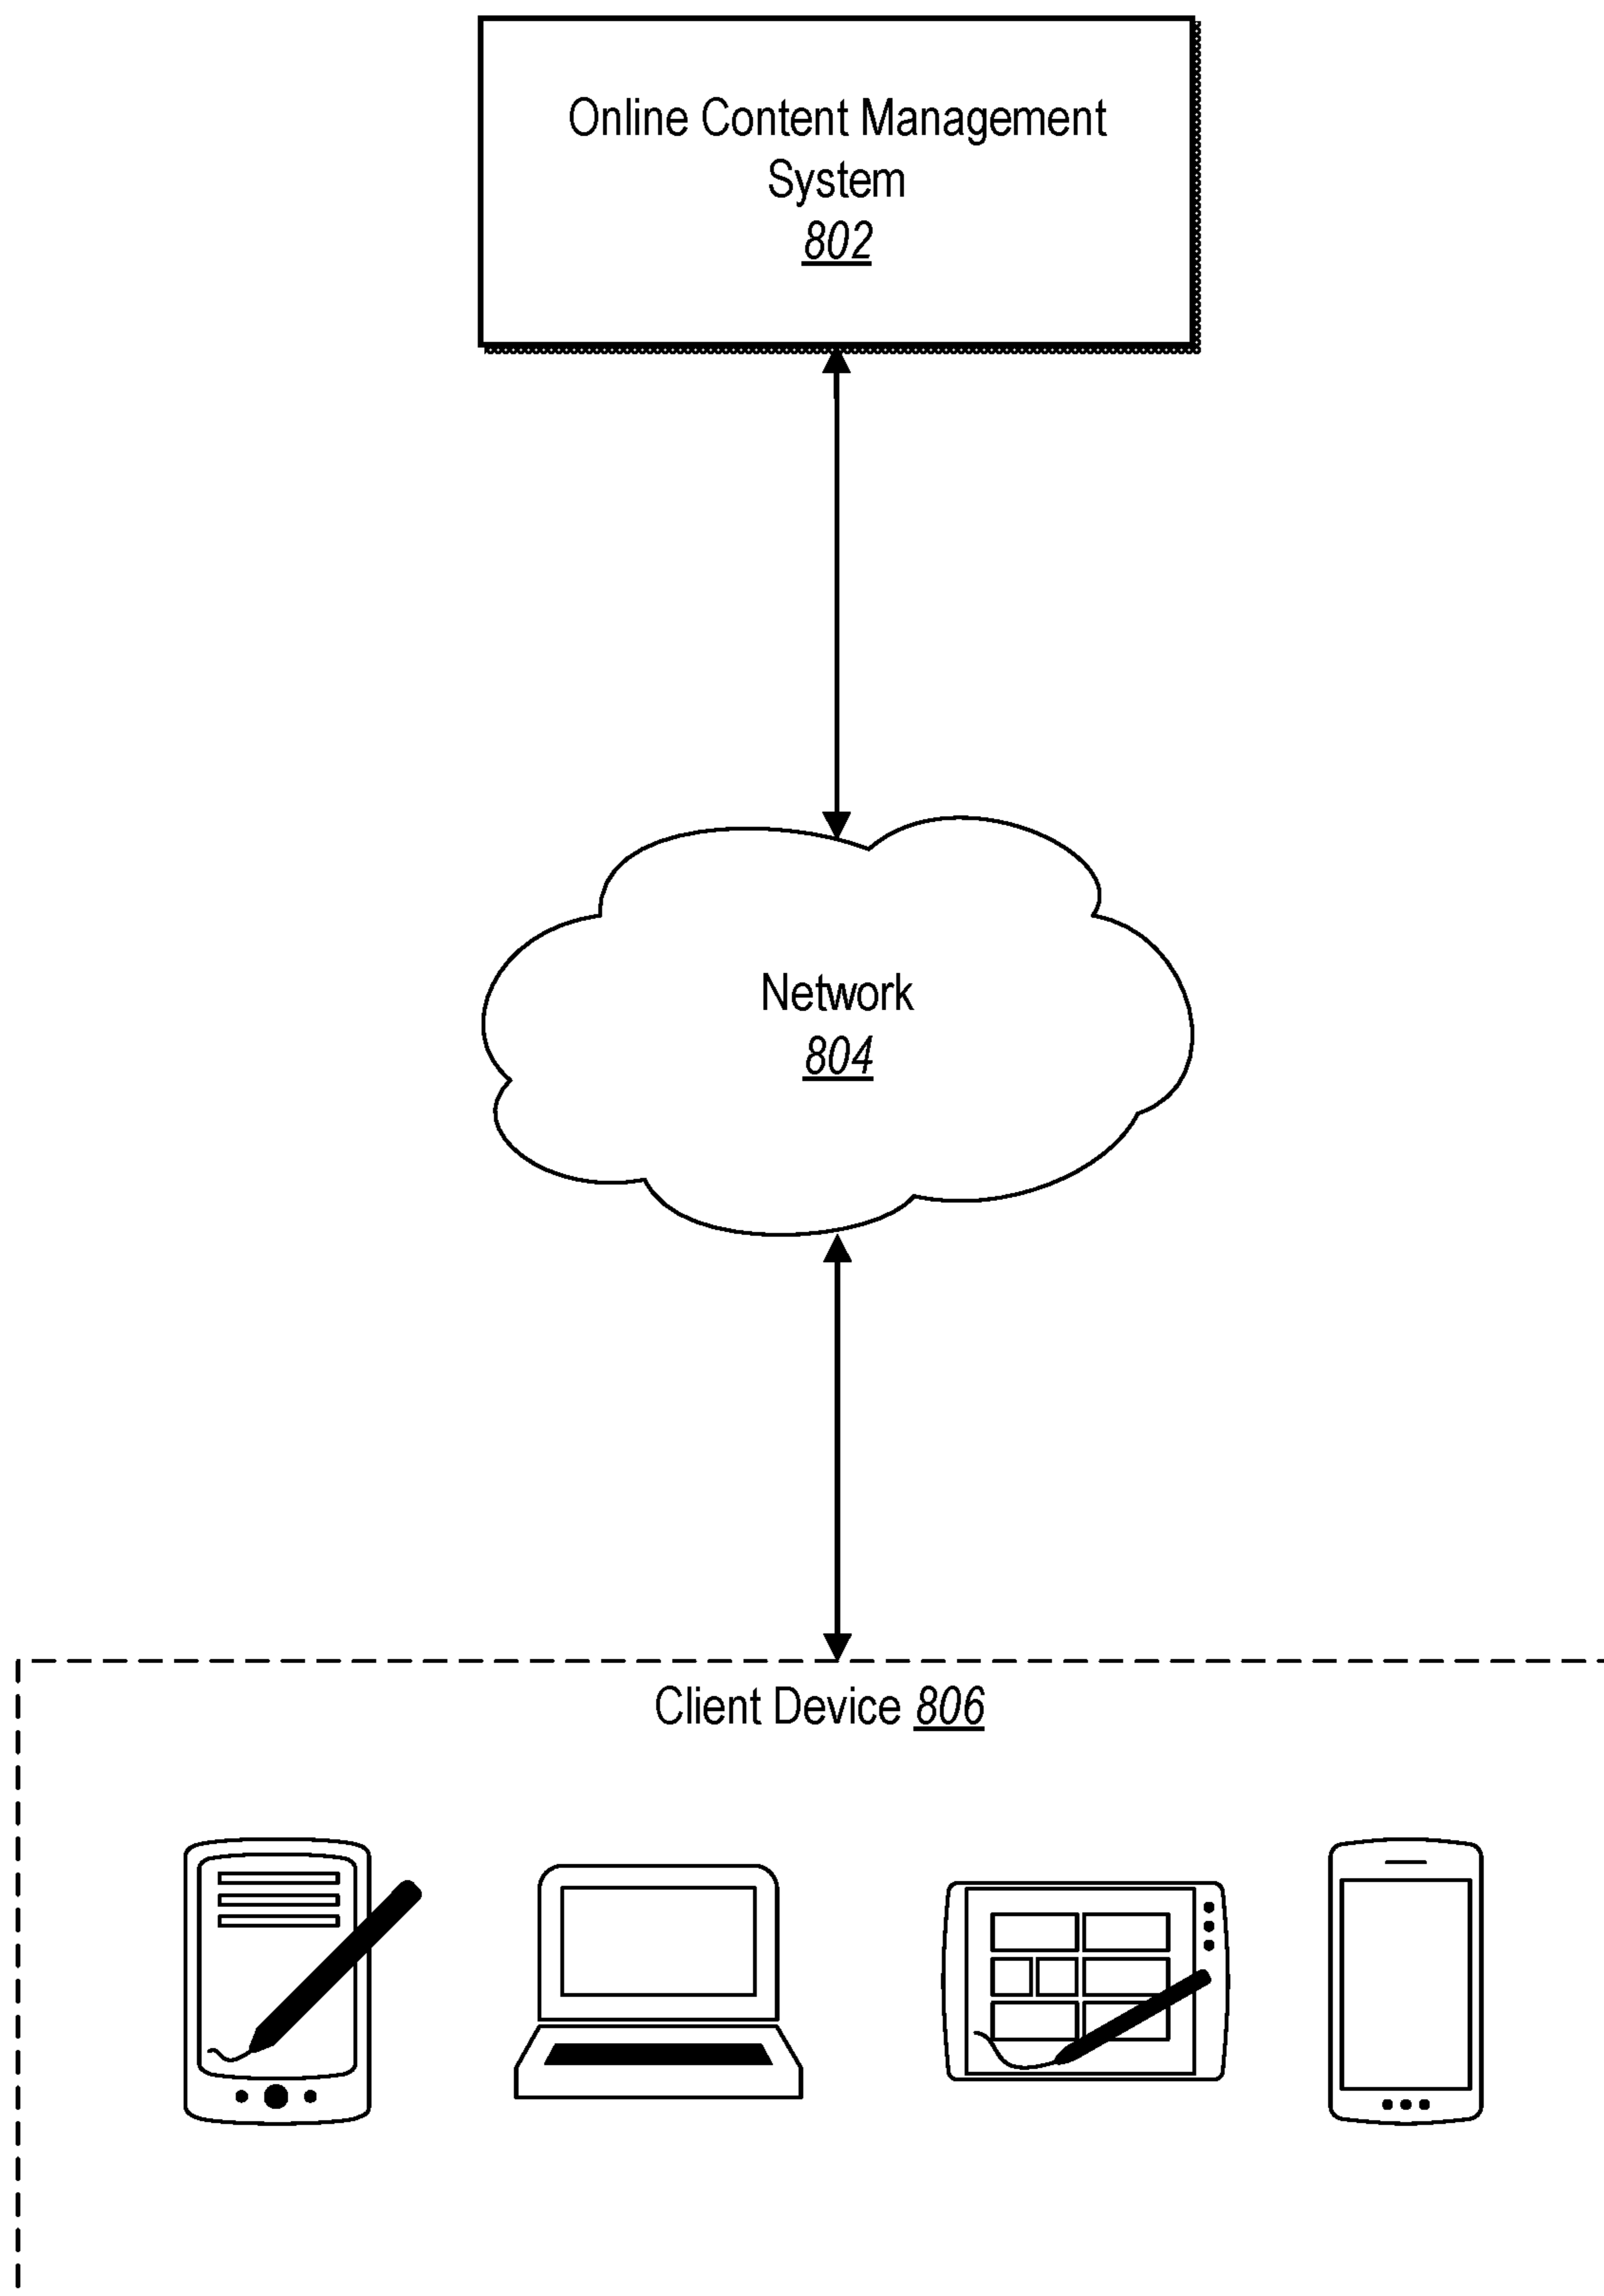 Online Content Management
System
802
Network
804
Client Device 806